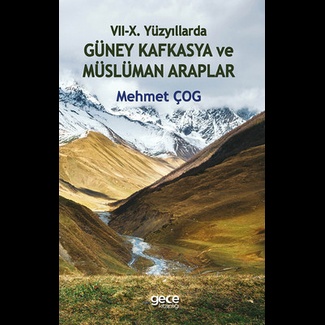 VII-X. Yüzyıllarda
GÜNEY KAFKASYA ve
MÜSLÜMAN ARAPLAR
Mehmet ÇOG
gece